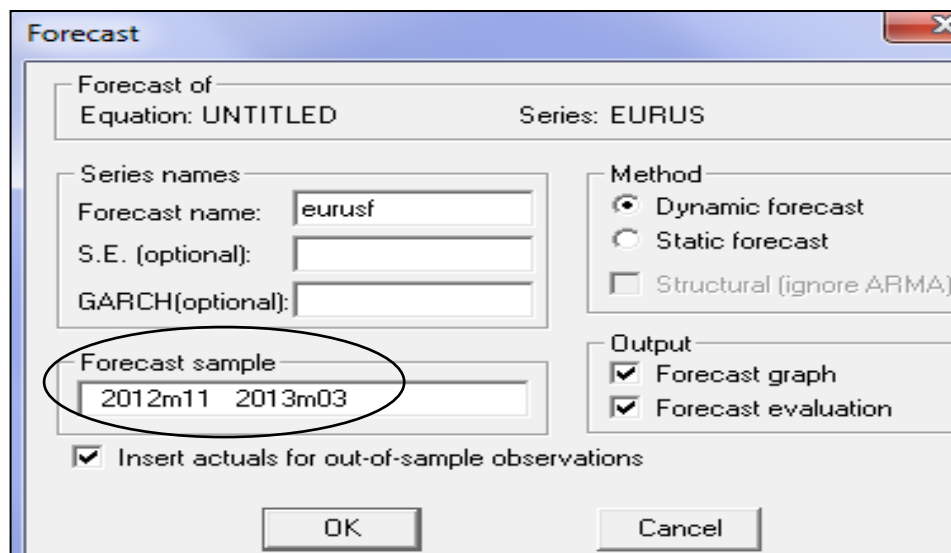 Forecast
Forecast of
Equation: UNTITLED Series: EURUS
Series names
Forecast name: eurusf
S.E. (optional):
GARCH(optional):
Forecast sample
2012m11 2013m03
Method
Dynamic forecast
Static forecast
Structural (ignore ARMA)
Output
Forecast graph
Forecast evaluation
Insert actuals for out-of-sample observations
OK Cancel